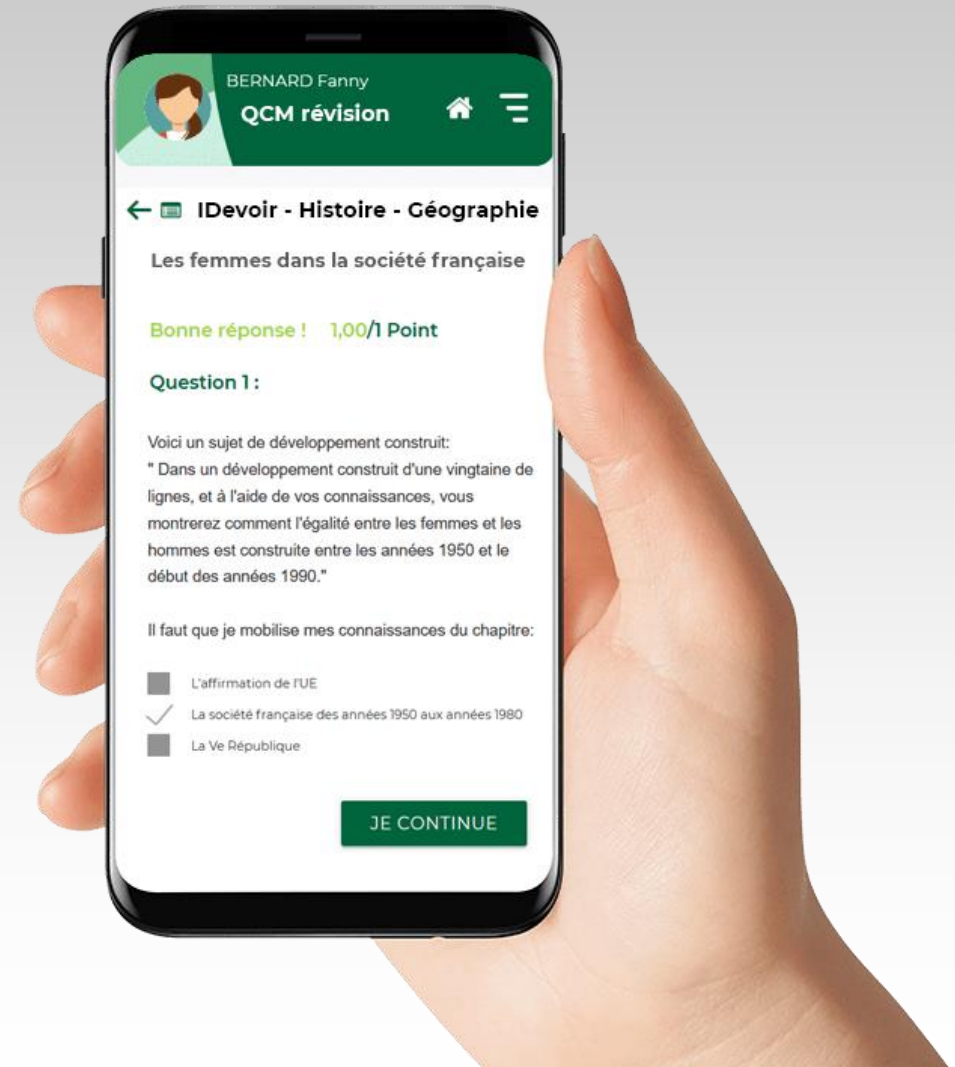 BERNARD Fanny
QCM révision
IDevoir - Histoire - Géographie
Les femmes dans la société française
Bonne réponse ! 1,00/1 Point
Question 1 :
Voici un sujet de développement construit:
" Dans un développement construit d'une vingtaine de
lignes, et à l'aide de vos connaissances, vous
montrerez comment l'égalité entre les femmes et les
hommes est construite entre les années 1950 et le
début des années 1990."
Il faut que je mobilise mes connaissances du chapitre:
L'affirmation de l'UE
La société française des années 1950 aux années 1980
La Ve République
JE CONTINUE